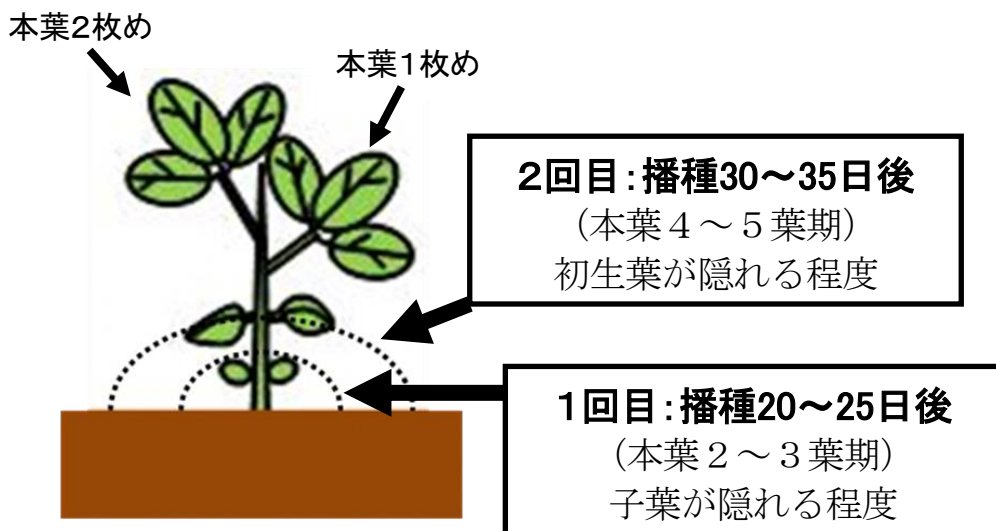 本葉2枚め
本葉1枚め
2回目：播種30～35日後
（本葉４～５葉期）
初生葉が隠れる程度
1回目：播種20～25日後
（本葉２～３葉期）
子葉が隠れる程度